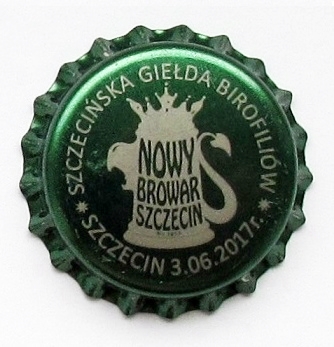 SZCZECIŃSKA GIEŁDA BIROFILIÓW
NOWY
BROWAR
SZCZECIN
SZCZECIN 3.06.2017r.